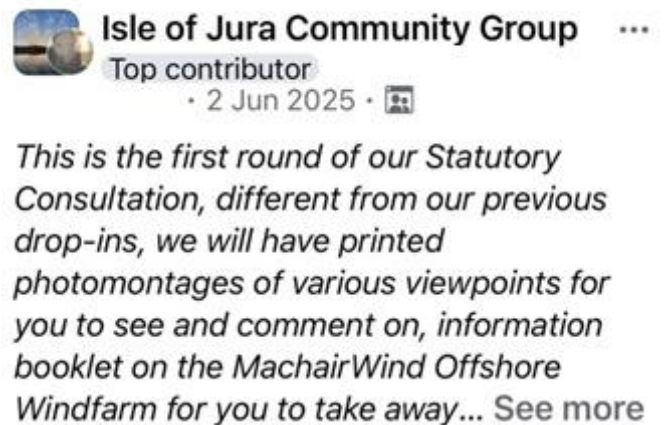 Isle of Jura Community Group
Top contributor
· 2 Jun 2025 ·
This is the first round of our Statutory
Consultation, different from our previous
drop-ins, we will have printed
photomontages of various viewpoints for
you to see and comment on, information
booklet on the MachairWind Offshore
Windfarm for you to take away... See more